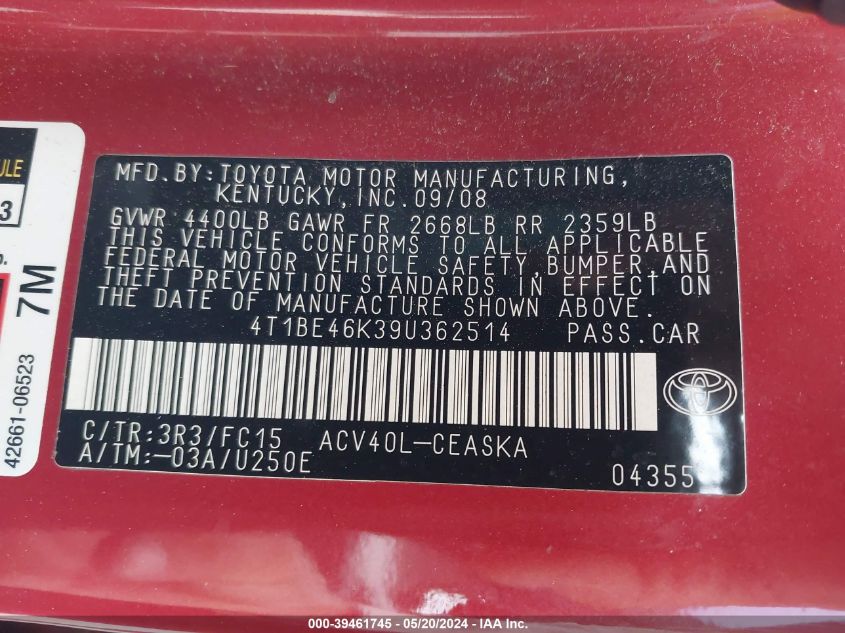 MFD.BY:TOYOTA MOTOR MANUFACTURING,
KENTUCKY,INC.09/08
GVWR 4400LB GAWR FR 2668LB RR 2359LB
THIS VEHICLE CONFORMS TO ALL APPLICABLE
FEDERAL MOTOR VEHICLE SAFETY,BUMPER,AND
THEFT PREVENTION STANDARDS IN EFFECT ON
THE DATE OF MANUFACTURE SHOWN ABOVE.
4T1BE46K39U362514 PASS.CAR
C/TR:3R3/FC15 ACV40L-CEASKA
A/TM:-03A/U250E
04355
3
7M
42661-06523
000-39461745 - 05/20/2024 - IAA Inc.